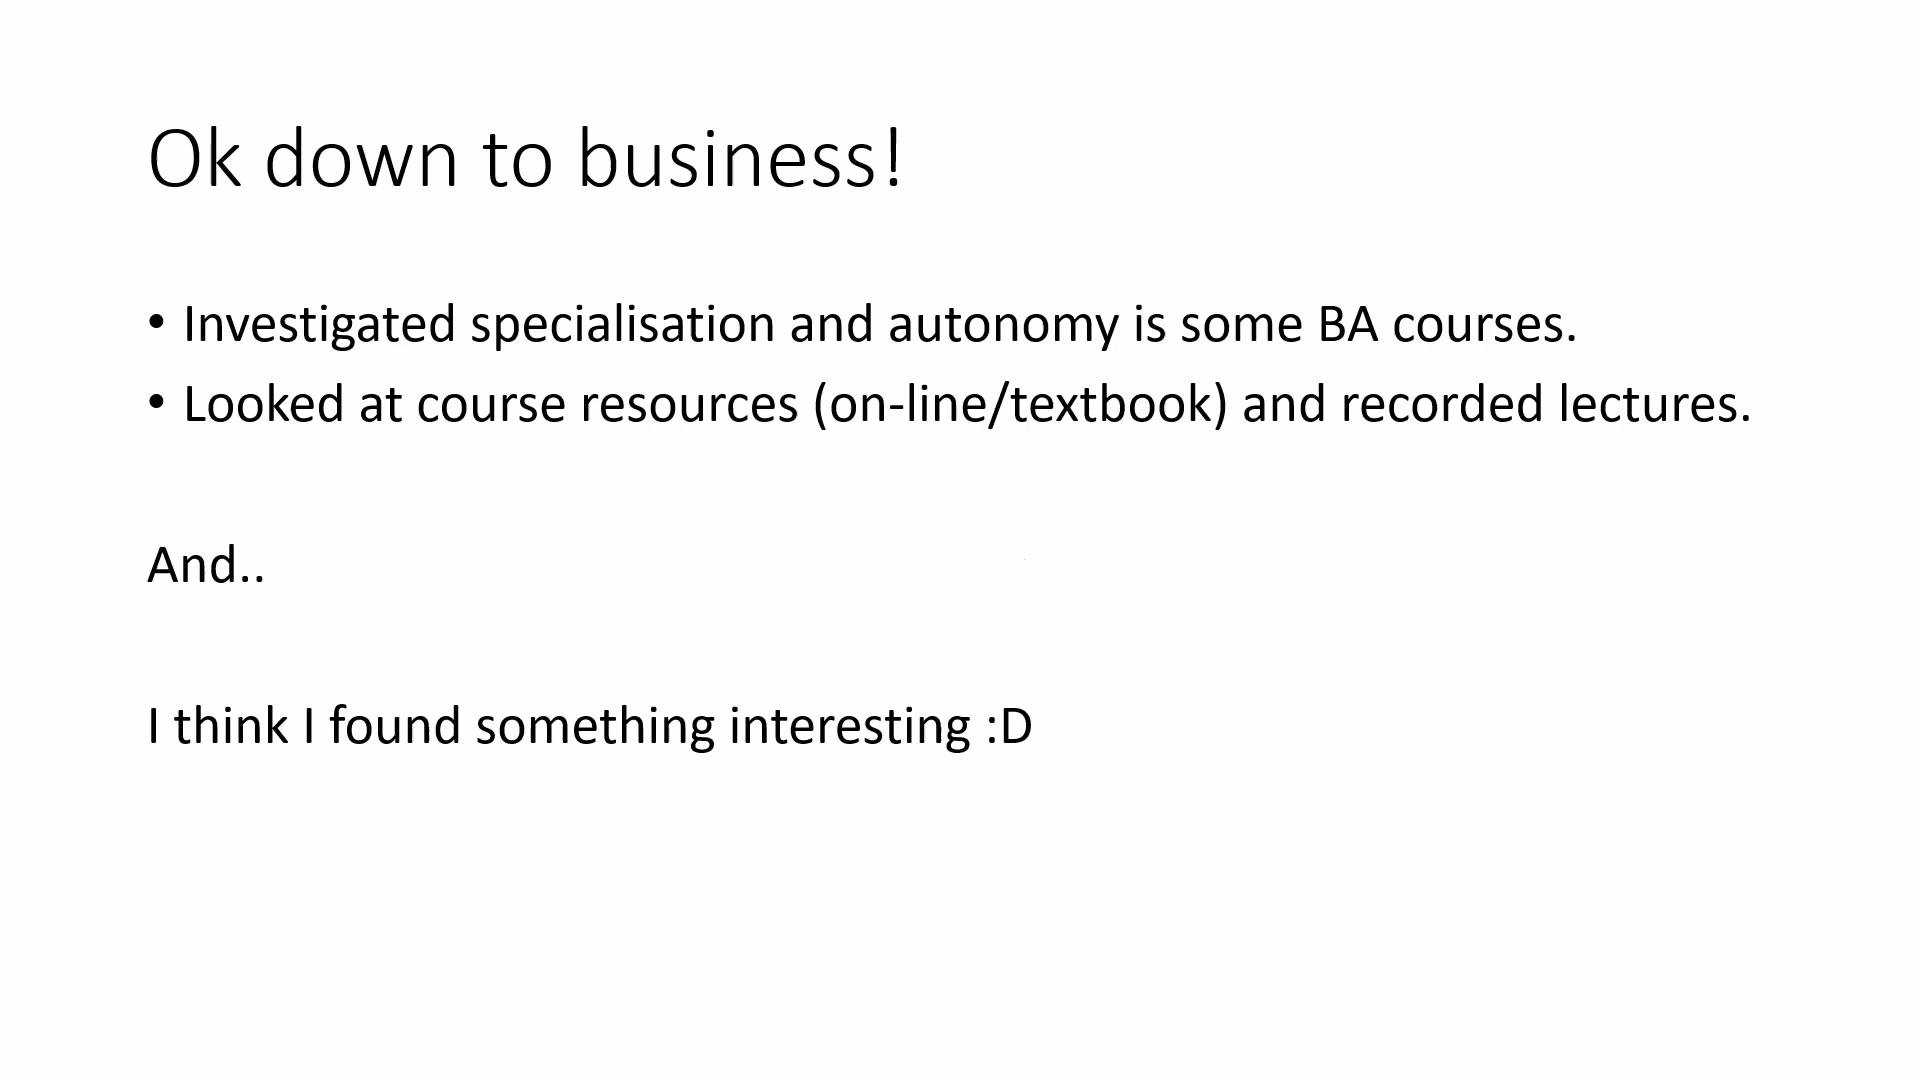 Ok down to business!
• Investigated specialisation and autonomy is some BA courses.
• Looked at course resources (on-line/textbook) and recorded lectures.
And..
I think I found something interesting :D